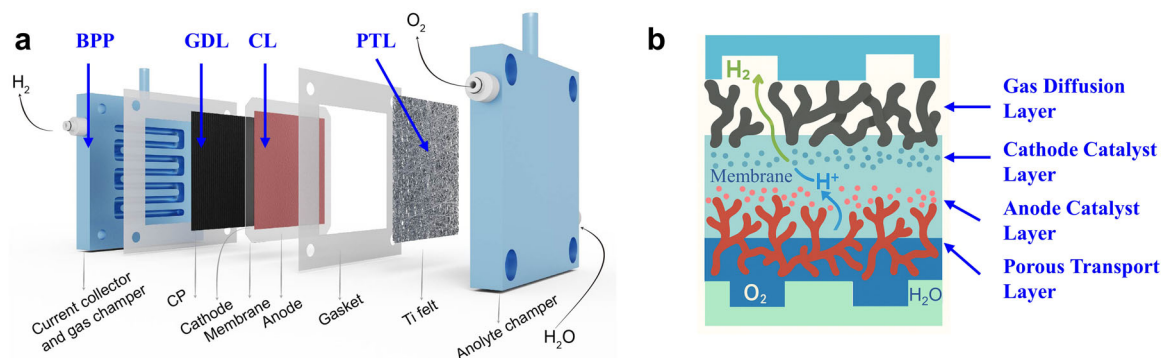 a
BPP
GDL
CL
PTL
O₂
H₂
Current collector
and gas champer
CP
Cathode
Membrane
Anode
Gasket
Ti felt
Anolyte champer
H₂O
b
H₂
Membrane
H⁺
O₂
H₂O
Gas Diffusion
Layer
Cathode Catalyst
Layer
Anode Catalyst
Layer
Porous Transport
Layer